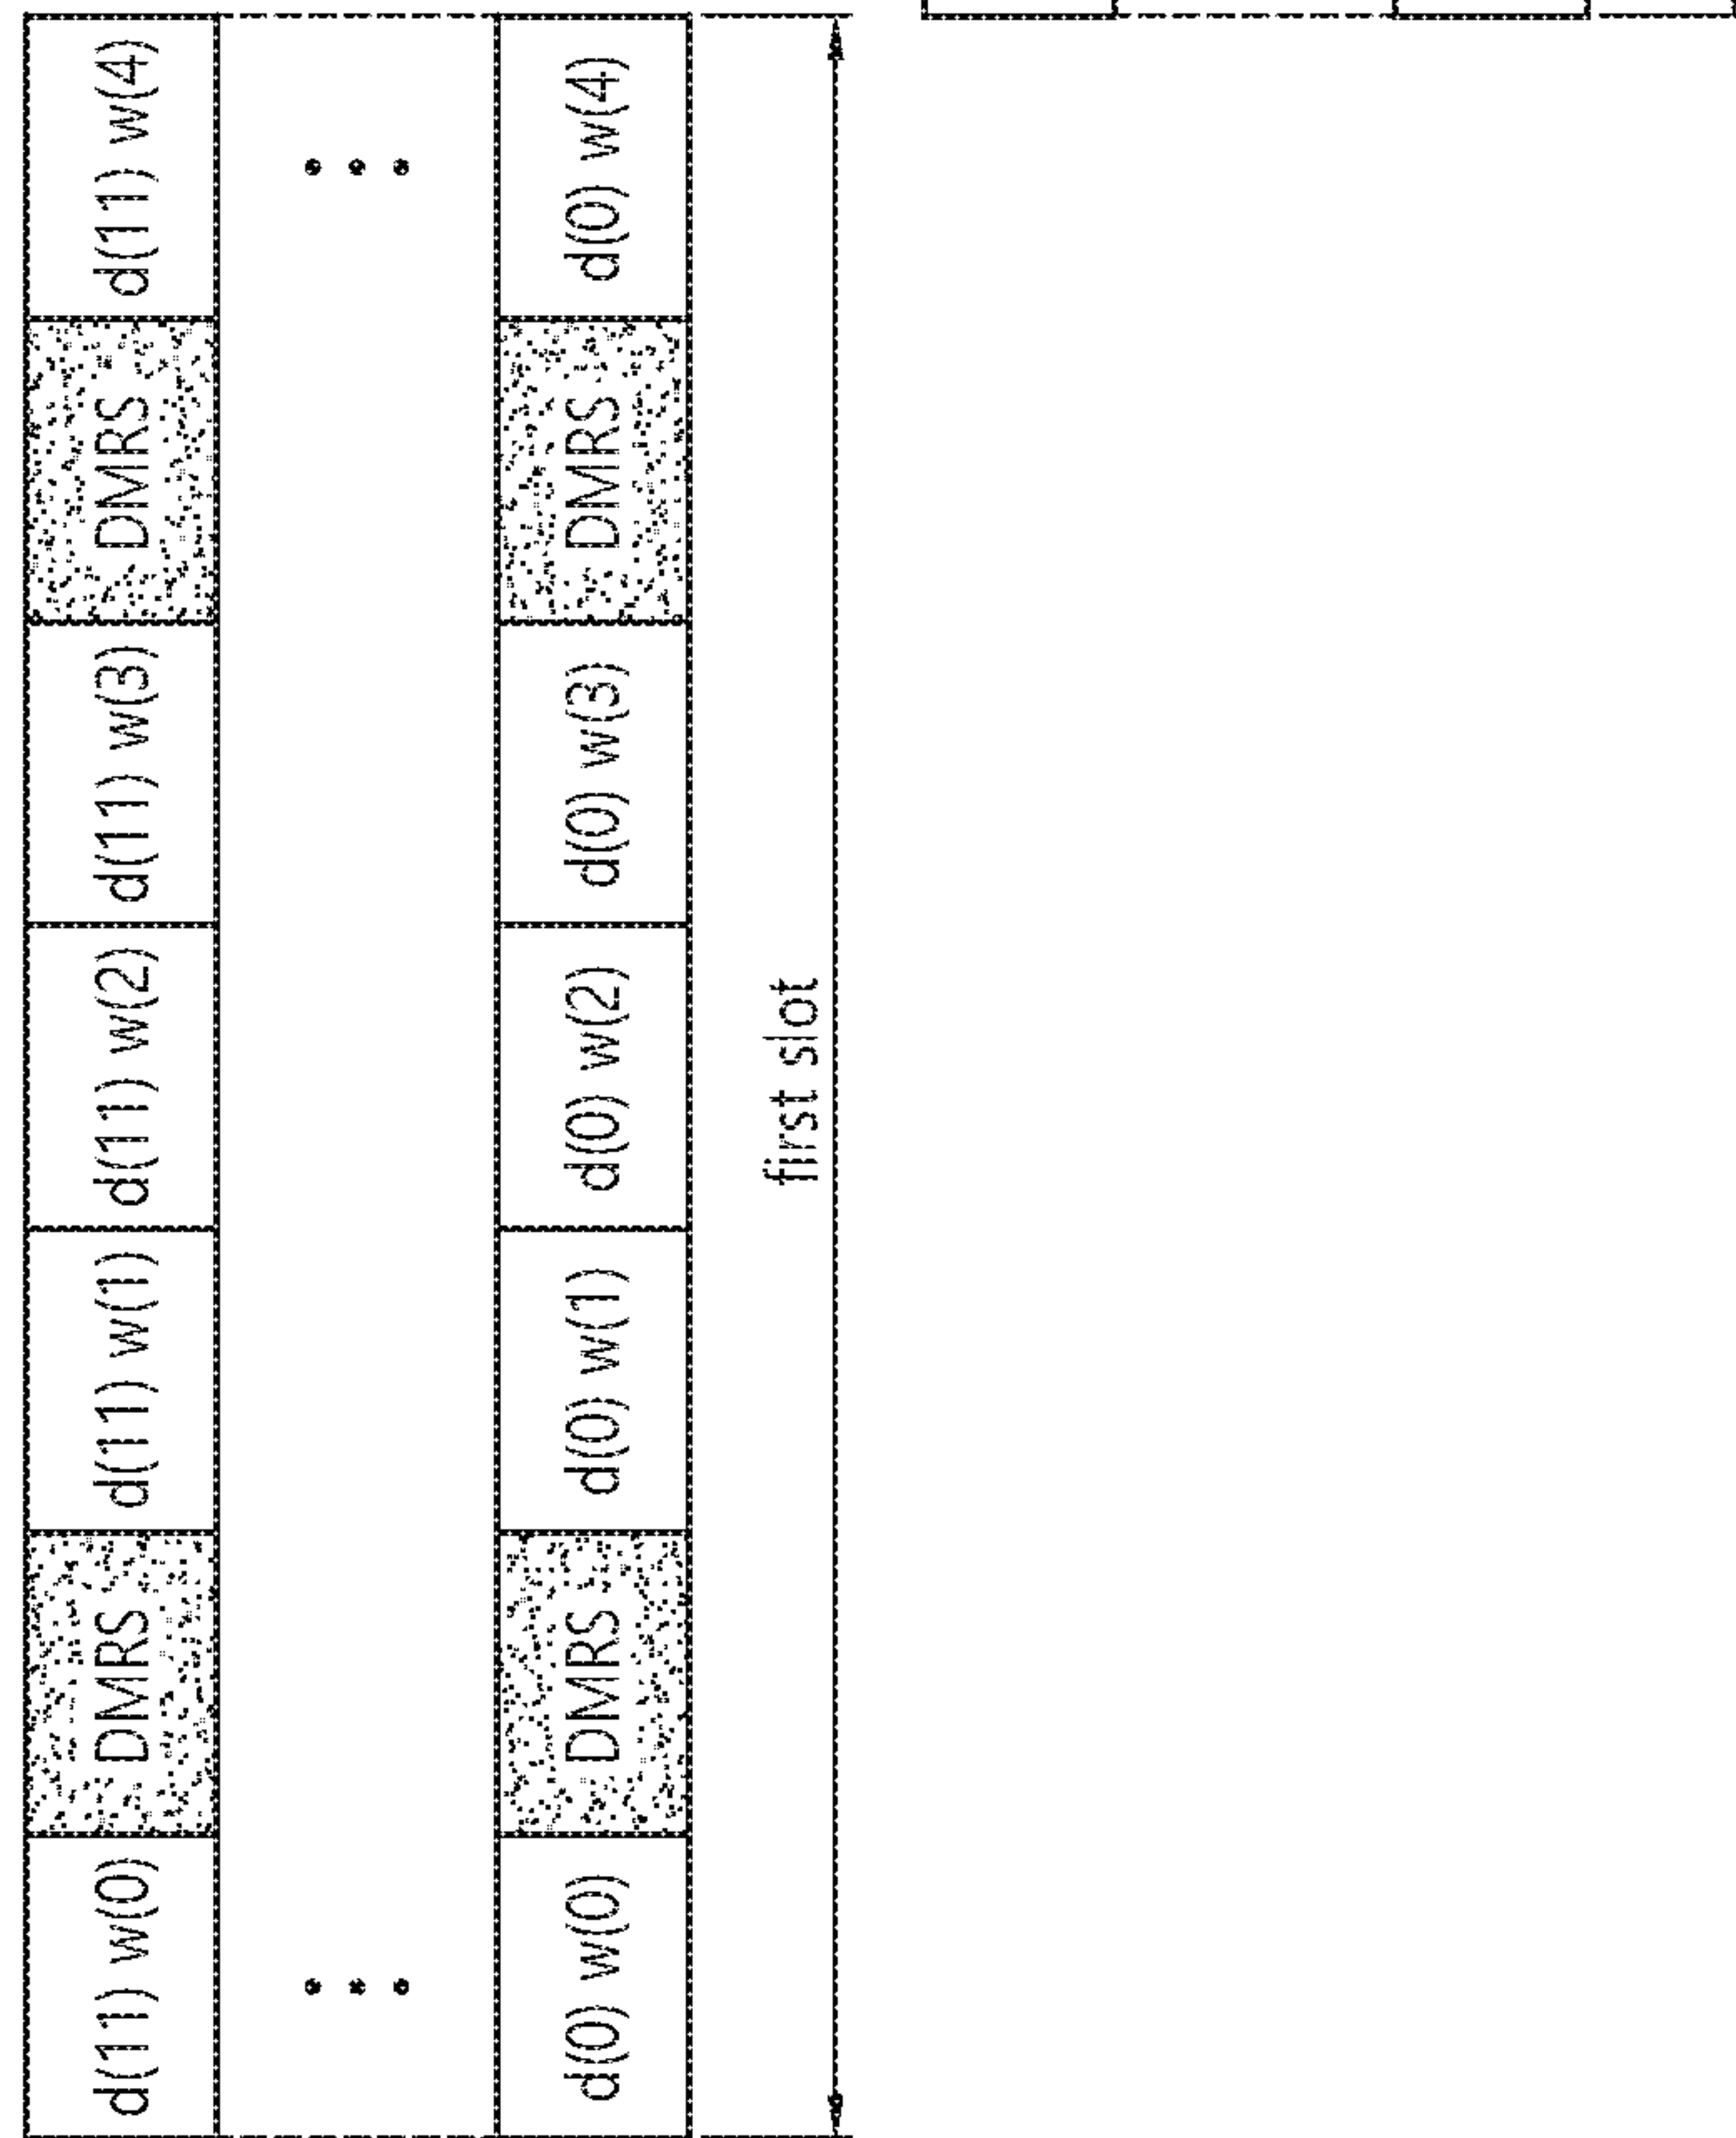 d(11) w(0) DMRS d(11) w(1) d(11) w(2) d(11) w(3) DMRS d(11) w(4)
• • • • • •
d(0) w(0) DMRS d(0) w(1) d(0) w(2) d(0) w(3) DMRS d(0) w(4)
first slot